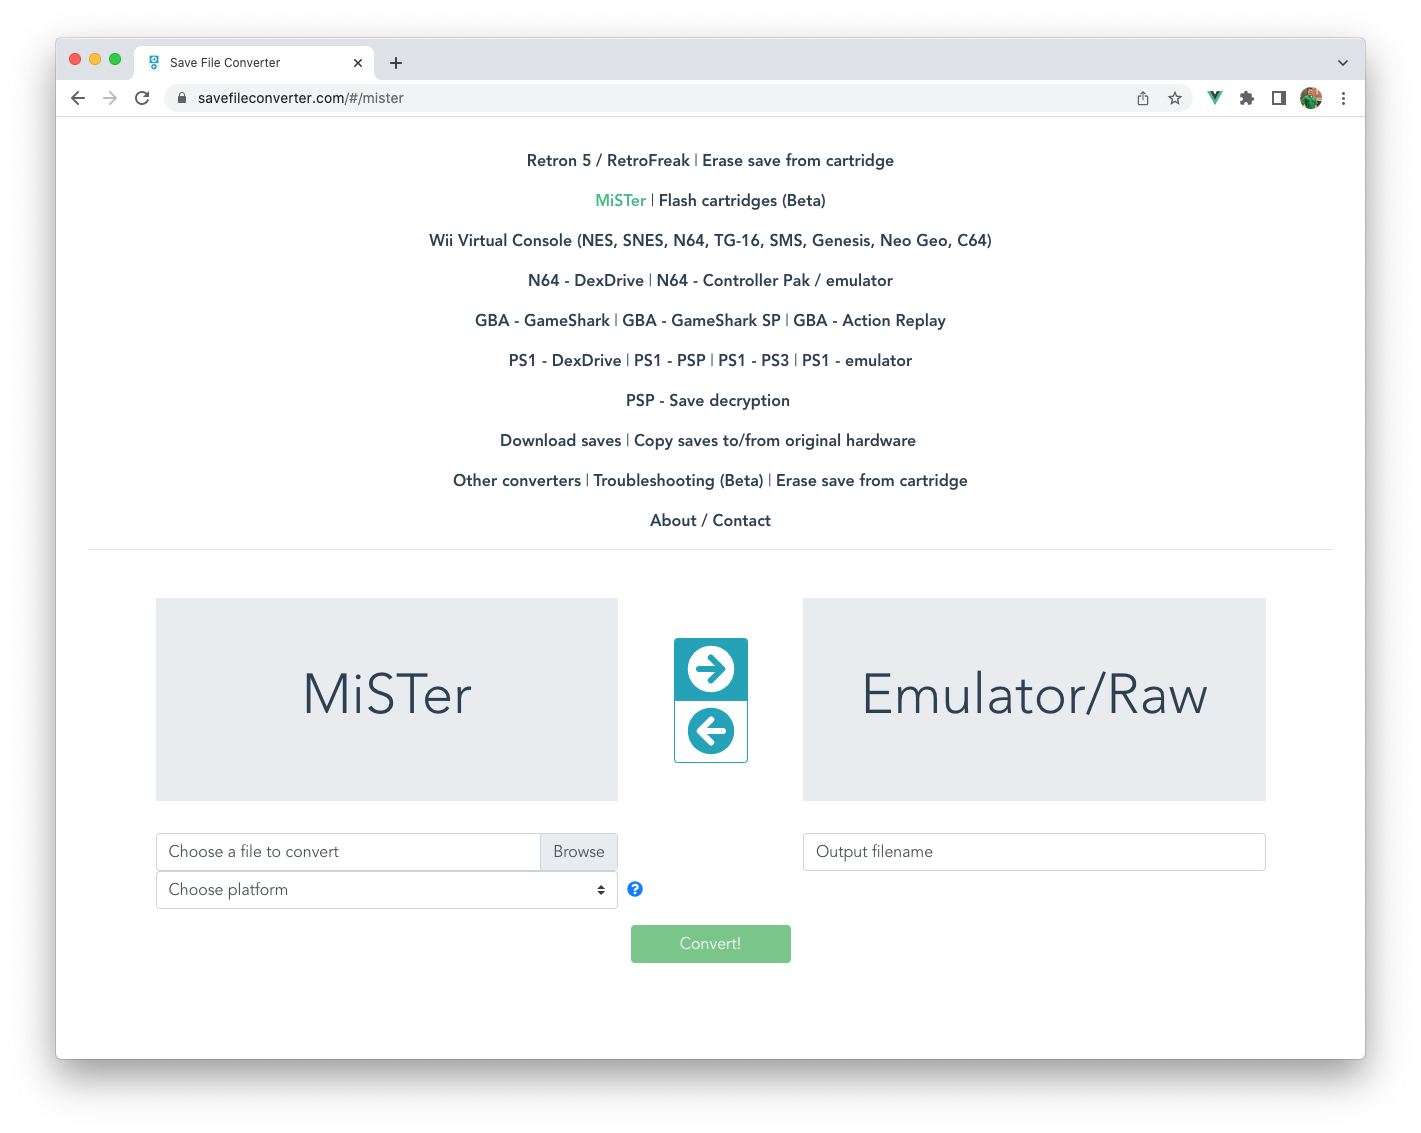 Save File Converter
savefileconverter.com/#/mister
Retron 5 / RetroFreak | Erase save from cartridge
MiSTer | Flash cartridges (Beta)
Wii Virtual Console (NES, SNES, N64, TG-16, SMS, Genesis, Neo Geo, C64)
N64 - DexDrive | N64 - Controller Pak / emulator
GBA - GameShark | GBA - GameShark SP | GBA - Action Replay
PS1 - DexDrive | PS1 - PSP | PS1 - PS3 | PS1 - emulator
PSP - Save decryption
Download saves | Copy saves to/from original hardware
Other converters | Troubleshooting (Beta) | Erase save from cartridge
About / Contact
MiSTer
Emulator/Raw
Choose a file to convert Browse
Output filename
Choose platform
Convert!